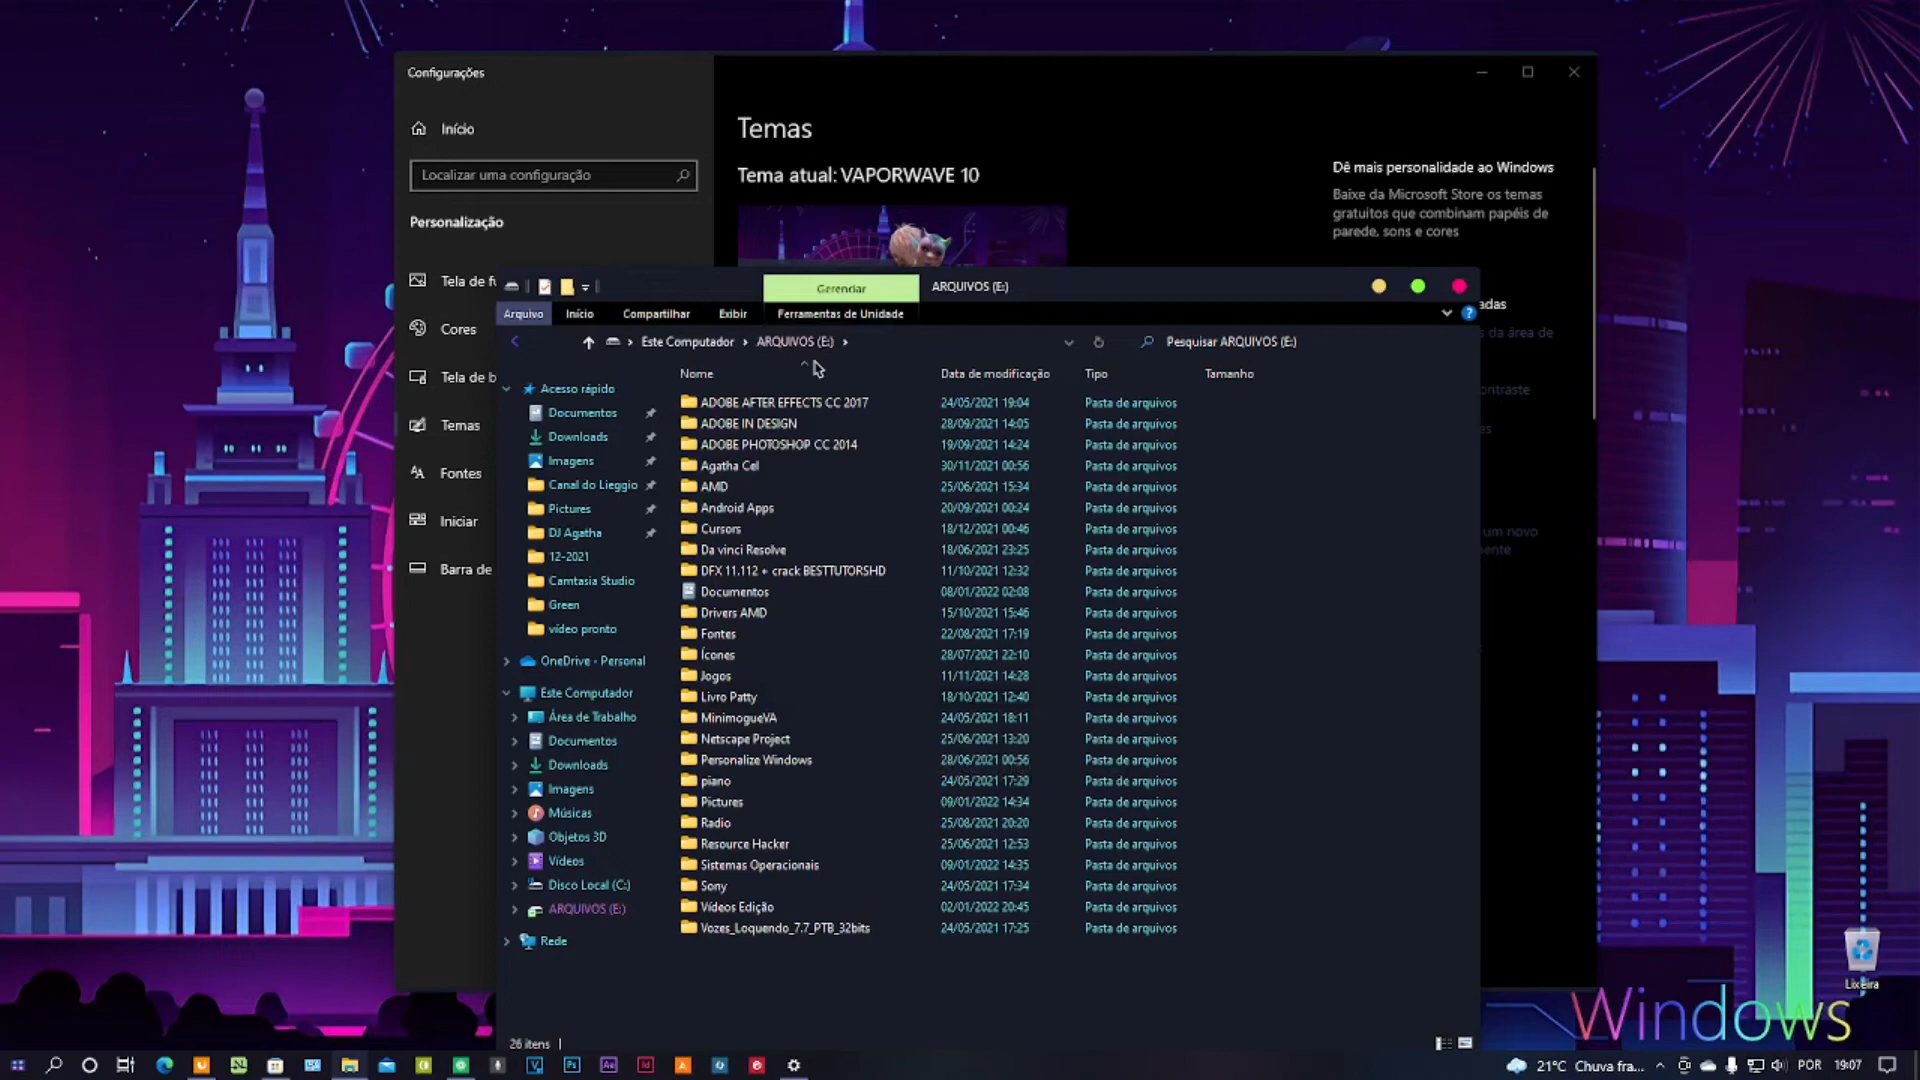 Configurações
Início
Localizar uma configuração
Personalização
Tela de
Cores
Tela de b
Temas
Fontes
Iniciar
Barra de
Temas
Tema atual: VAPORWAVE 10
Dê mais personalidade ao Windows
Baixe da Microsoft Store os temas
gratuitos que combinam papéis de
parede, sons e cores
adas
s da área de
ontraste
es
um novo
nente
Gerenciar
ARQUIVOS (E:)
Arquivo
Início
Compartilhar
Exibir
Ferramentas de Unidade
Este Computador > ARQUIVOS (E:) >
Pesquisar ARQUIVOS (E:)
Acesso rápido
Documentos
Downloads
Imagens
Canal do Lieggio
Pictures
DJ Agatha
12-2021
Camtasia Studio
Green
vídeo pronto
OneDrive - Personal
Este Computador
Área de Trabalho
Documentos
Downloads
Imagens
Músicas
Objetos 3D
Vídeos
Disco Local (C:)
ARQUIVOS (E:)
Rede
Nome Data de modificação Tipo Tamanho
ADOBE AFTER EFFECTS CC 2017 24/05/2021 19:04 Pasta de arquivos
ADOBE IN DESIGN 28/09/2021 14:05 Pasta de arquivos
ADOBE PHOTOSHOP CC 2014 19/09/2021 14:24 Pasta de arquivos
Agatha Cel 30/11/2021 00:56 Pasta de arquivos
AMD 25/06/2021 15:34 Pasta de arquivos
Android Apps 20/09/2021 00:24 Pasta de arquivos
Cursors 18/12/2021 00:46 Pasta de arquivos
Da vinci Resolve 18/06/2021 23:25 Pasta de arquivos
DFX 11.112 + crack BESTTUTORSHD 11/10/2021 12:32 Pasta de arquivos
Documentos 08/01/2022 02:08 Pasta de arquivos
Drivers AMD 15/10/2021 15:46 Pasta de arquivos
Fontes 22/08/2021 17:19 Pasta de arquivos
Ícones 28/07/2021 22:10 Pasta de arquivos
Jogos 11/11/2021 14:28 Pasta de arquivos
Livro Patty 18/10/2021 12:40 Pasta de arquivos
MinimogueVA 24/05/2021 18:11 Pasta de arquivos
Netscape Project 25/06/2021 13:20 Pasta de arquivos
Personalize Windows 28/06/2021 00:56 Pasta de arquivos
piano 24/05/2021 17:29 Pasta de arquivos
Pictures 09/01/2022 14:34 Pasta de arquivos
Radio 25/08/2021 20:20 Pasta de arquivos
Resource Hacker 25/06/2021 12:53 Pasta de arquivos
Sistemas Operacionais 09/01/2022 14:35 Pasta de arquivos
Sony 24/05/2021 17:34 Pasta de arquivos
Vídeos Edição 02/01/2022 20:45 Pasta de arquivos
Vozes_Loquendo_7.7_PTB_32bits 24/05/2021 17:25 Pasta de arquivos
26 itens
Lixeira
Windows
Ps
Ae
Id
21°C Chuva fra...
POR
19:07